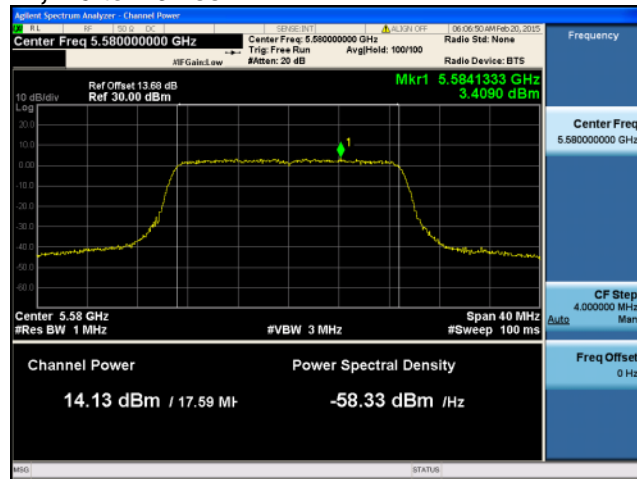 Agilent Spectrum Analyzer - Channel Power
RL RF 50 Ω DC SENSE:INT ALIGN OFF 06:06:50 AM Feb 20, 2015
Center Freq 5.580000000 GHz
Center Freq: 5.580000000 GHz Radio Std: None
Trig: Free Run Avg|Hold: 100/100
#IFGain:Low #Atten: 20 dB Radio Device: BTS
Frequency
Ref Offset 13.68 dB
Mkr1 5.5841333 GHz
10 dB/div Ref 30.00 dBm 3.4090 dBm
Log
20.0
10.0
0.00
-10.0
-20.0
-30.0
-40.0
-50.0
-60.0
1
Center Freq
5.580000000 GHz
Center 5.58 GHz Span 40 MHz
#Res BW 1 MHz #VBW 3 MHz #Sweep 100 ms
CF Step
4.000000 MHz
Auto Man
Channel Power Power Spectral Density
14.13 dBm / 17.59 MH -58.33 dBm /Hz
Freq Offset
0 Hz
MSG STATUS